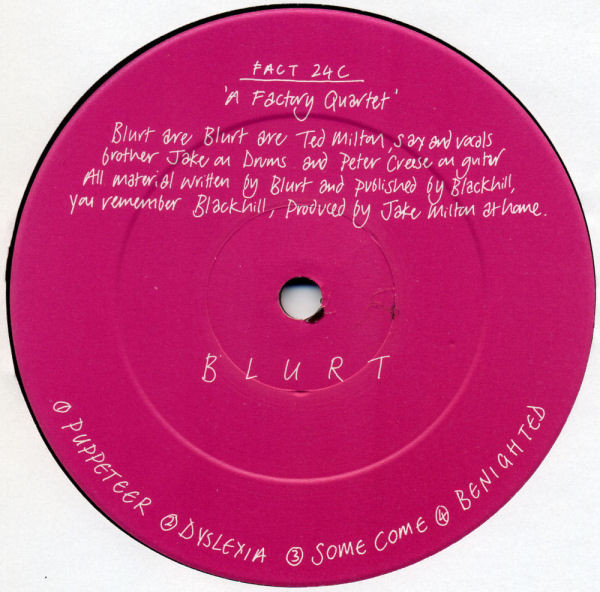 FACT 24C
'A Factory Quartet'
Blurt are Blurt are Ted Milton, sax and vocals
brother Jake on Drums and Peter Creese on guitar
All material written by Blurt and published by Blackhill,
you remember Blackhill, Produced by Jake Milton at home.
BLURT
① PUPPETEER ② DYSLEXIA ③ SOME COME ④ BENIGHTED